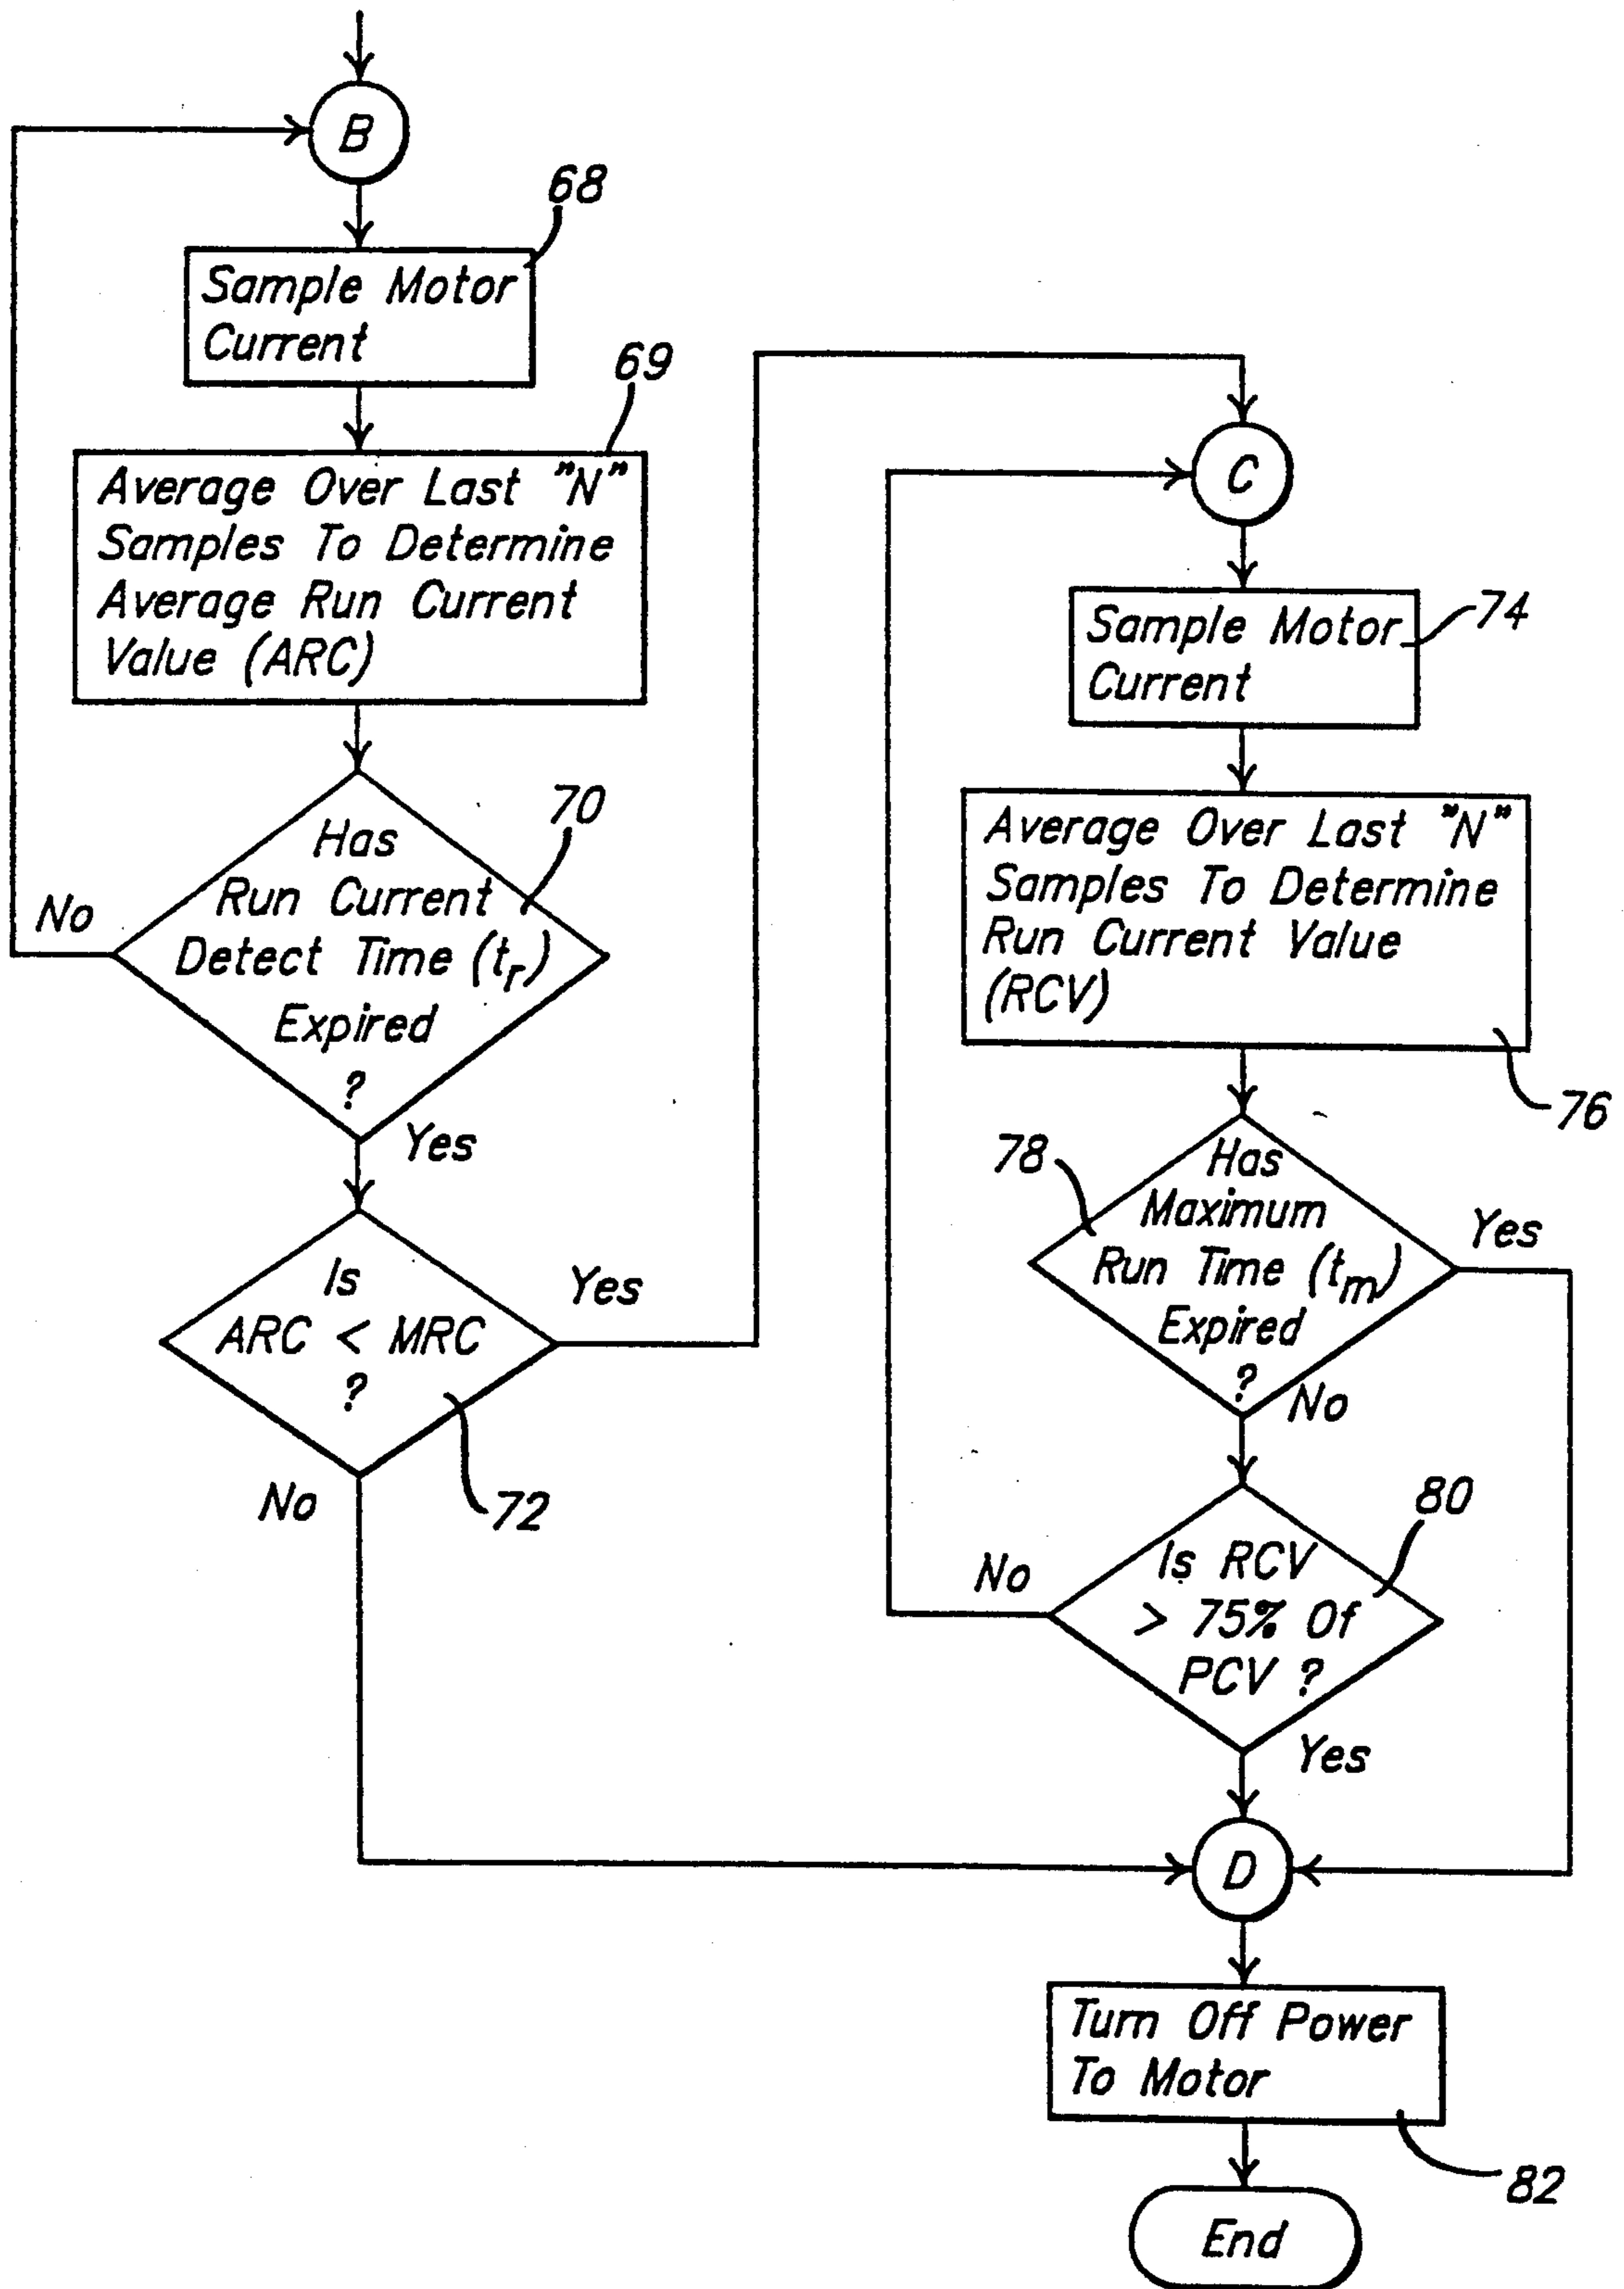 B
68
Sample Motor
Current
69
Average Over Last "N"
Samples To Determine
Average Run Current
Value (ARC)
70
Has
Run Current
Detect Time (tr)
Expired
?
No
Yes
Is
ARC < MRC
?
Yes
72
No
C
74
Sample Motor
Current
Average Over Last "N"
Samples To Determine
Run Current Value
(RCV)
76
78
Has
Maximum
Run Time (tm)
Expired
?
Yes
No
80
Is RCV
> 75% Of
PCV ?
No
Yes
D
Turn Off Power
To Motor
82
End